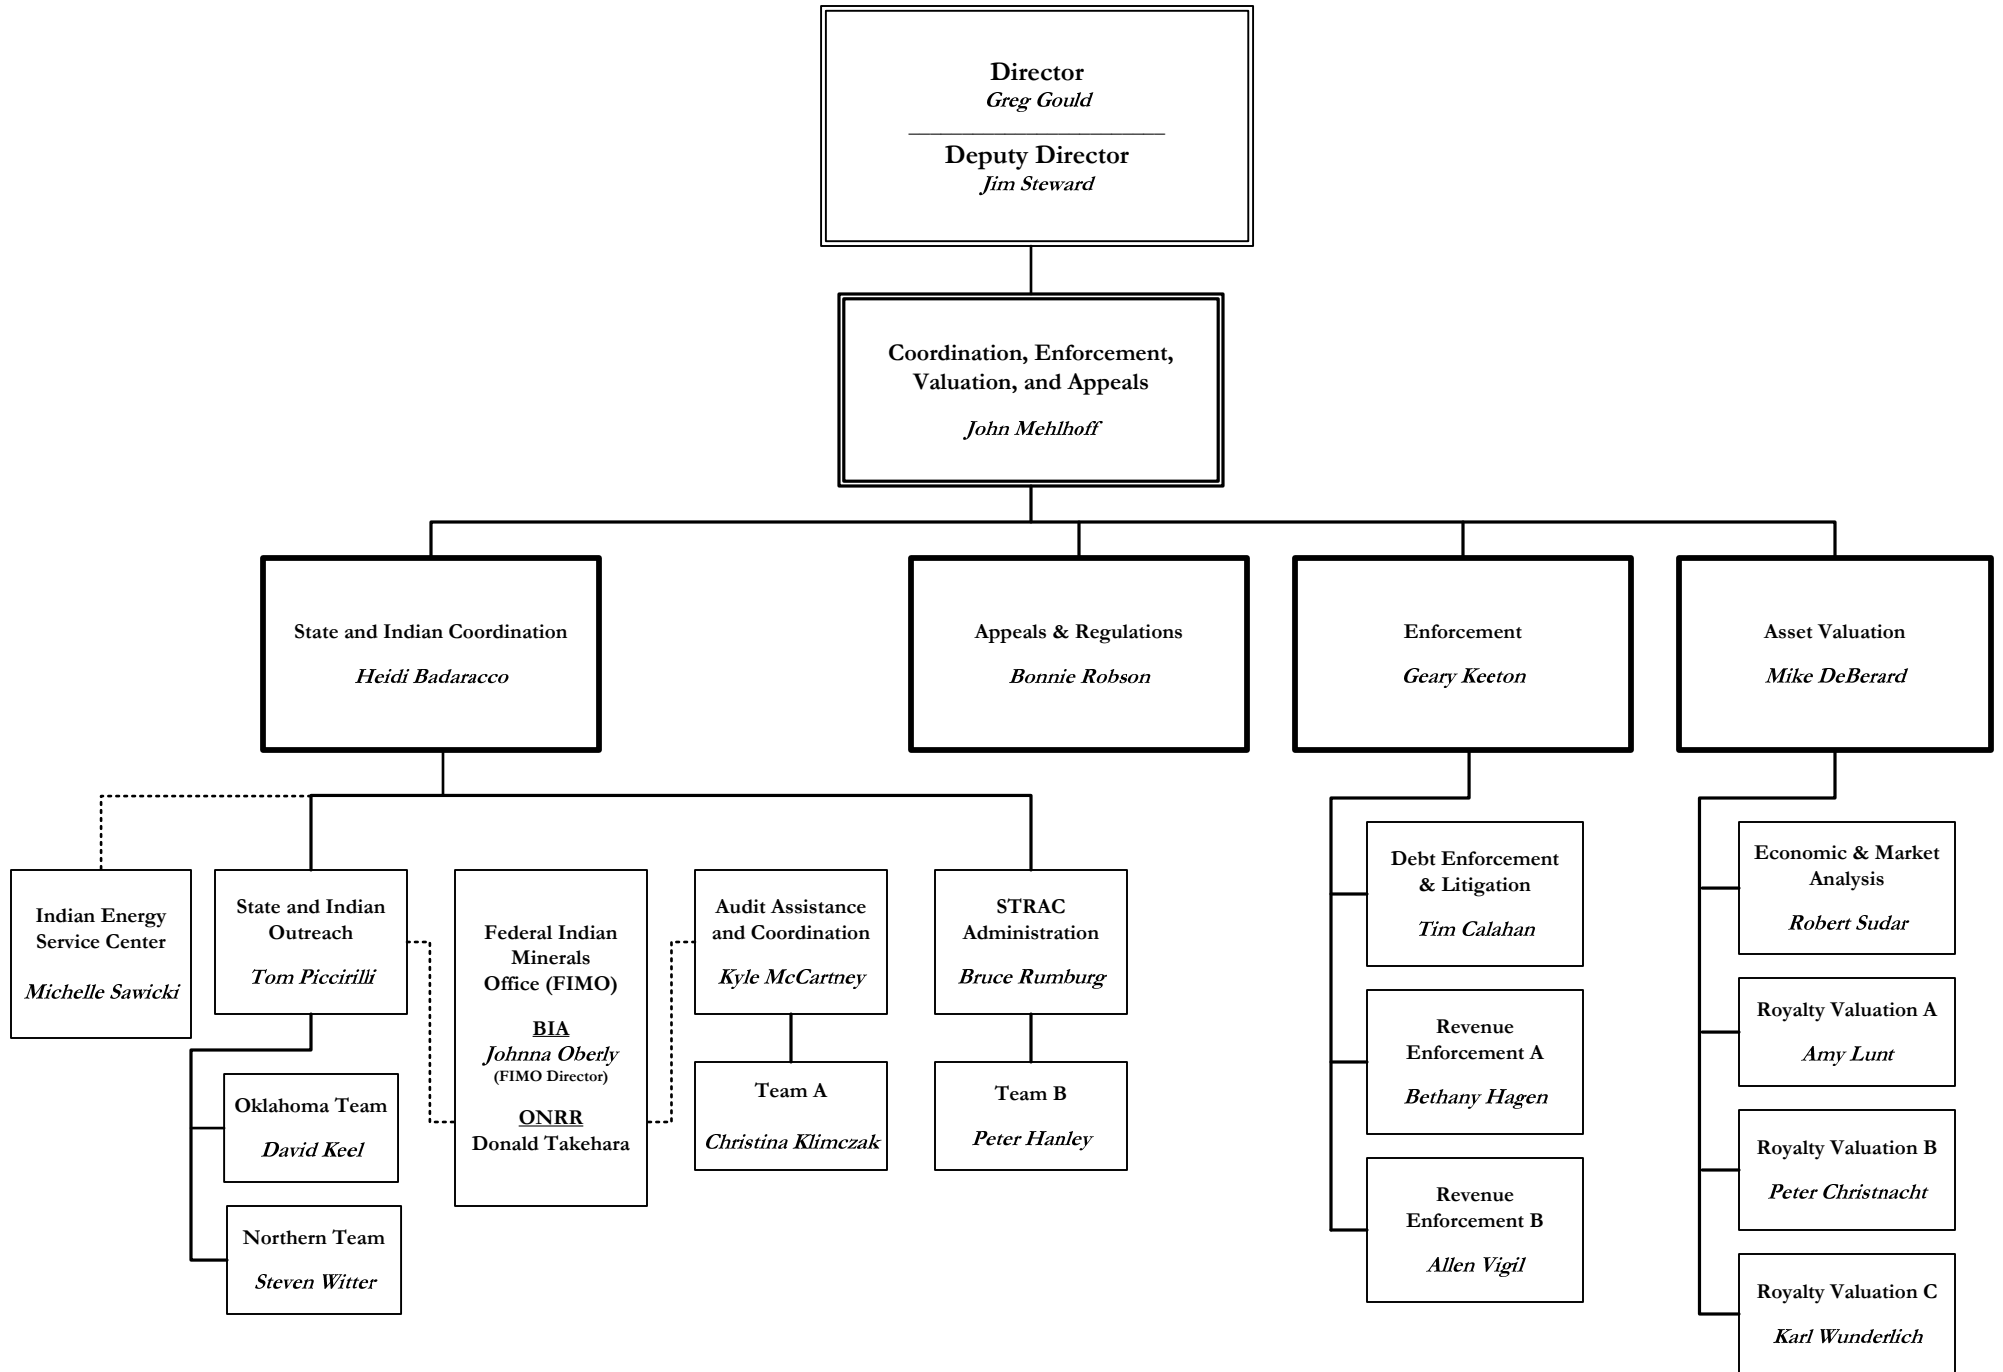 Director
Greg Gould
Deputy Director
Jim Steward
Coordination, Enforcement,
Valuation, and Appeals
John Mehlhoff
State and Indian Coordination
Heidi Badaracco
Appeals & Regulations
Bonnie Robson
Enforcement
Geary Keeton
Asset Valuation
Mike DeBerard
Indian Energy
Service Center
Michelle Sawicki
State and Indian
Outreach
Tom Piccirilli
Oklahoma Team
David Keel
Northern Team
Steven Witter
Federal Indian
Minerals
Office (FIMO)
BIA
Johnna Oberly
(FIMO Director)
ONRR
Donald Takehara
Audit Assistance
and Coordination
Kyle McCartney
Team A
Christina Klimczak
STRAC
Administration
Bruce Rumburg
Team B
Peter Hanley
Debt Enforcement
& Litigation
Tim Calahan
Revenue
Enforcement A
Bethany Hagen
Revenue
Enforcement B
Allen Vigil
Economic & Market
Analysis
Robert Sudar
Royalty Valuation A
Amy Lunt
Royalty Valuation B
Peter Christnacht
Royalty Valuation C
Karl Wunderlich